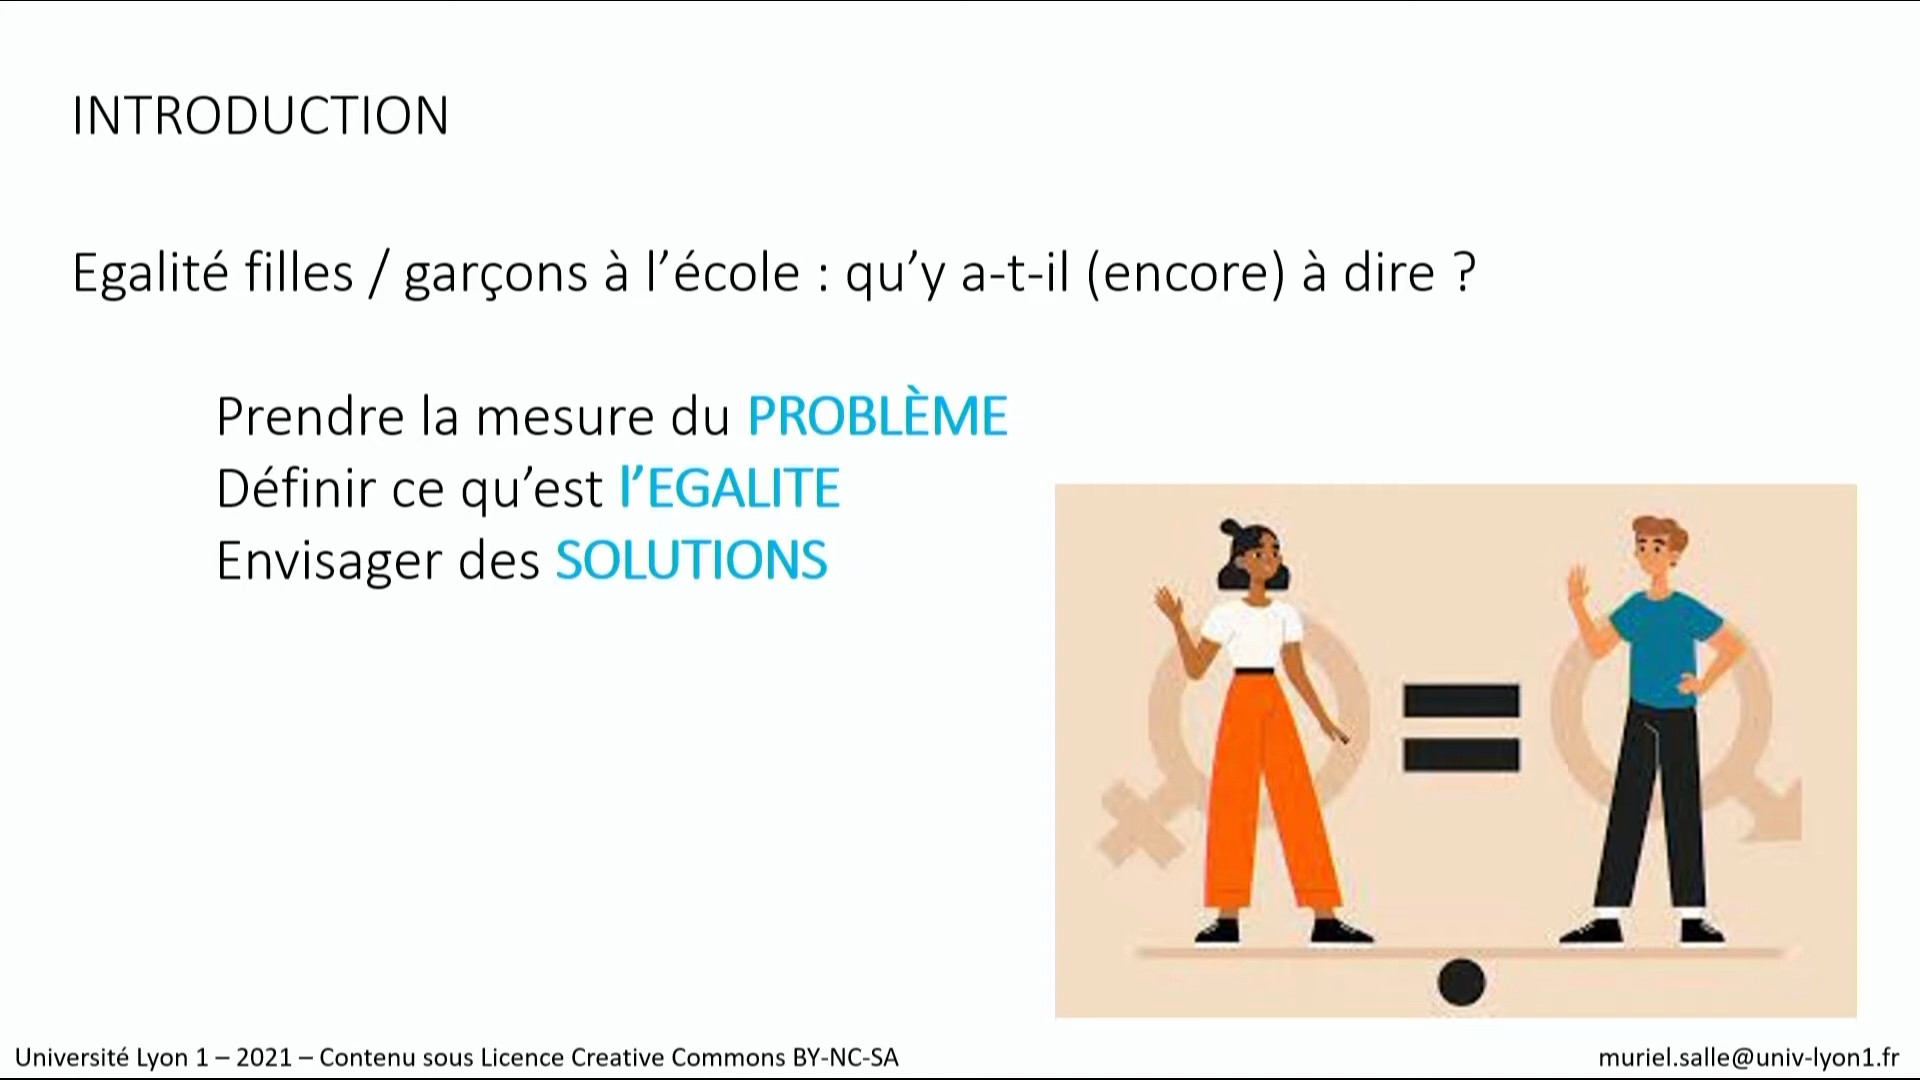 INTRODUCTION
Egalité filles / garçons à l’école : qu’y a-t-il (encore) à dire ?
Prendre la mesure du PROBLÈME
Définir ce qu’est l’EGALITE
Envisager des SOLUTIONS
Université Lyon 1 – 2021 – Contenu sous Licence Creative Commons BY-NC-SA
muriel.salle@univ-lyon1.fr